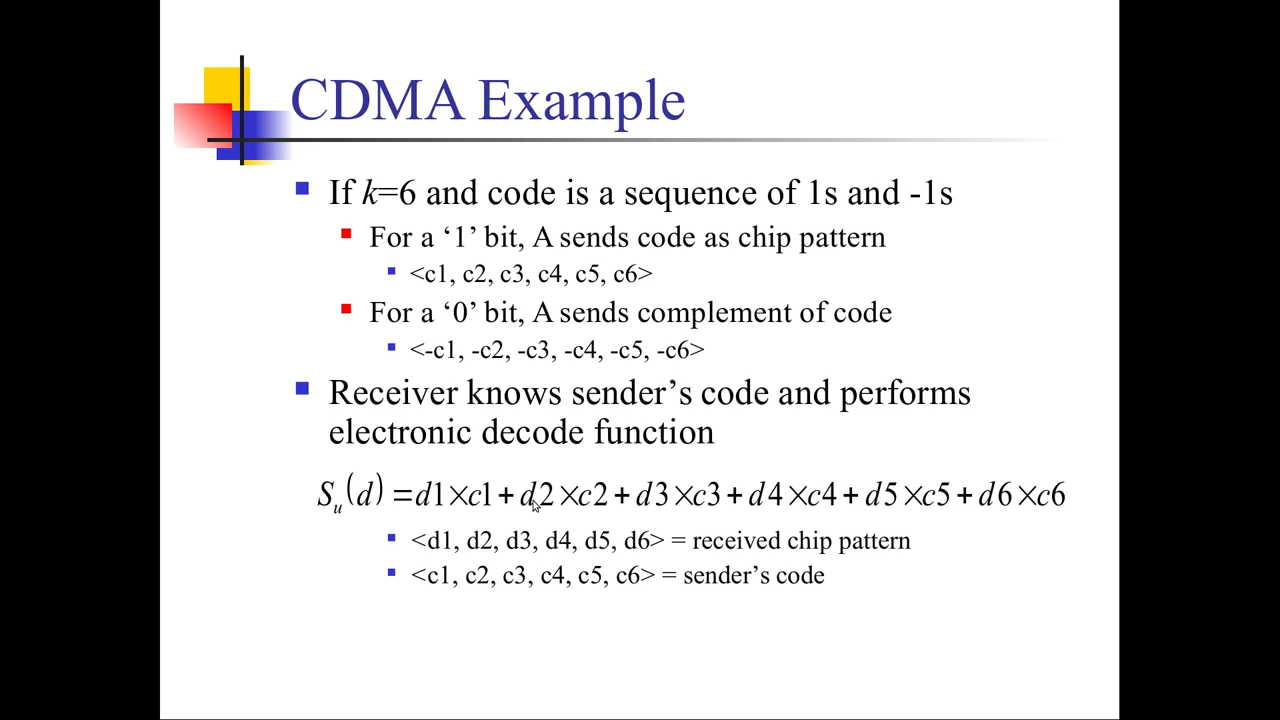 CDMA Example
If k=6 and code is a sequence of 1s and -1s
For a ‘1’ bit, A sends code as chip pattern
<c1, c2, c3, c4, c5, c6>
For a ‘0’ bit, A sends complement of code
<-c1, -c2, -c3, -c4, -c5, -c6>
Receiver knows sender’s code and performs
electronic decode function
Sᵤ(d) = d1×c1 + d2×c2 + d3×c3 + d4×c4 + d5×c5 + d6×c6
<d1, d2, d3, d4, d5, d6> = received chip pattern
<c1, c2, c3, c4, c5, c6> = sender’s code